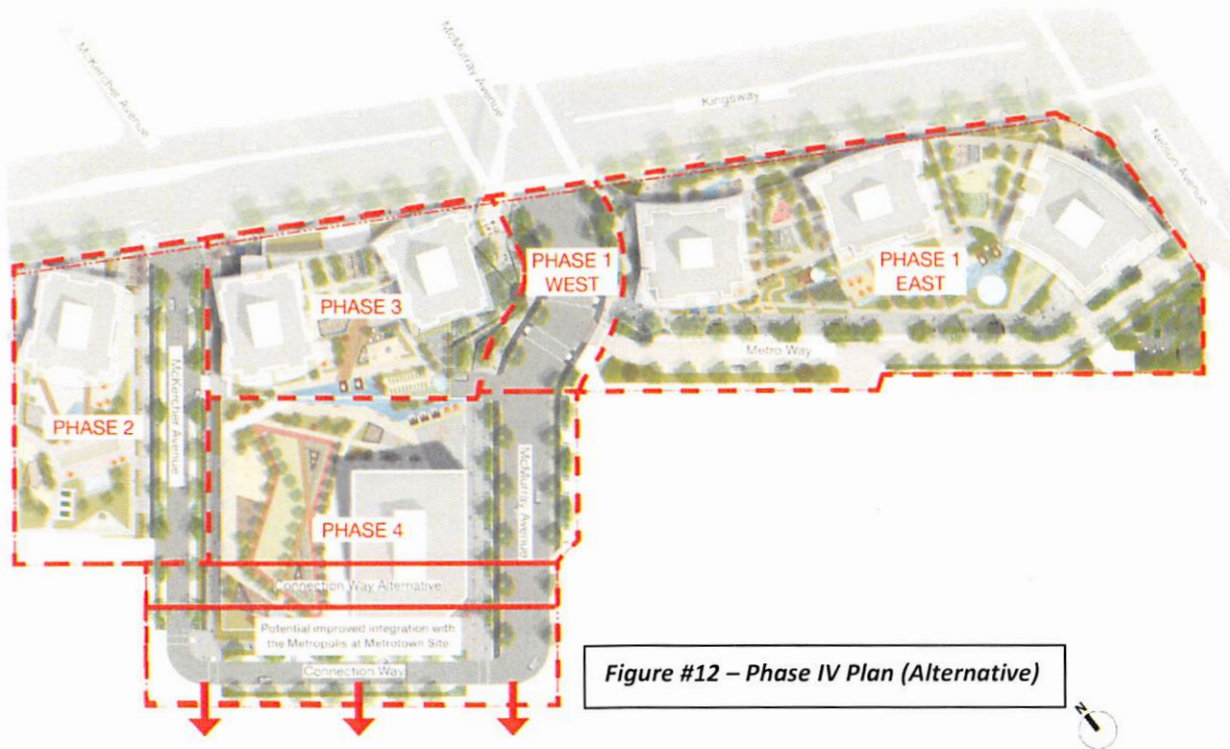 McKercher Avenue
McMurray Avenue
Kingsway
Nelson Avenue
PHASE 1
WEST
PHASE 1
EAST
PHASE 3
Metro Way
McKercher Avenue
PHASE 2
McMurray Avenue
PHASE 4
Connection Way Alternative
Potential improved integration with
the Metropolis at Metrotown Site
Connection Way
Figure #12 – Phase IV Plan (Alternative)
N